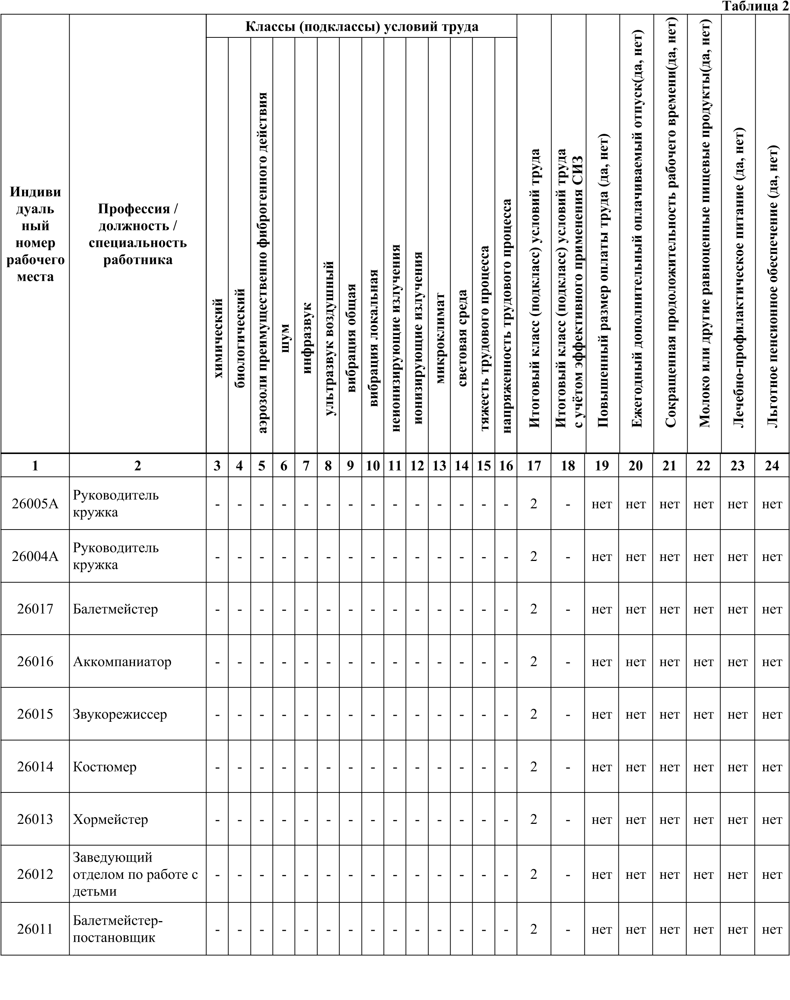 Таблица 2
Индиви
дуаль
ный
номер
рабочего
места
Профессия /
должность /
специальность
работника
Классы (подклассы) условий труда
химический
биологический
аэрозоли преимущественно фиброгенного действия
шум
инфразвук
ультразвук воздушный
вибрация общая
вибрация локальная
неионизирующие излучения
ионизирующие излучения
микроклимат
световая среда
тяжесть трудового процесса
напряженность трудового процесса
Итоговый класс (подкласс) условий труда
Итоговый класс (подкласс) условий труда
с учётом эффективного применения СИЗ
Повышенный размер оплаты труда (да, нет)
Ежегодный дополнительный оплачиваемый отпуск(да, нет)
Сокращенная продоложительность рабочего времени(да, нет)
Молоко или другие равноценные пищевые продукты(да, нет)
Лечебно-профилактическое питание (да, нет)
Льготное пенсионное обеспечение (да, нет)
1 2 3 4 5 6 7 8 9 10 11 12 13 14 15 16 17 18 19 20 21 22 23 24
26005А Руководитель
кружка - - - - - - - - - - - - - - 2 - нет нет нет нет нет нет
26004А Руководитель
кружка - - - - - - - - - - - - - - 2 - нет нет нет нет нет нет
26017 Балетмейстер - - - - - - - - - - - - - - 2 - нет нет нет нет нет нет
26016 Аккомпаниатор - - - - - - - - - - - - - - 2 - нет нет нет нет нет нет
26015 Звукорежиссер - - - - - - - - - - - - - - 2 - нет нет нет нет нет нет
26014 Костюмер - - - - - - - - - - - - - - 2 - нет нет нет нет нет нет
26013 Хормейстер - - - - - - - - - - - - - - 2 - нет нет нет нет нет нет
26012 Заведующий
отделом по работе с
детьми - - - - - - - - - - - - - - 2 - нет нет нет нет нет нет
26011 Балетмейстер-
постановщик - - - - - - - - - - - - - - 2 - нет нет нет нет нет нет